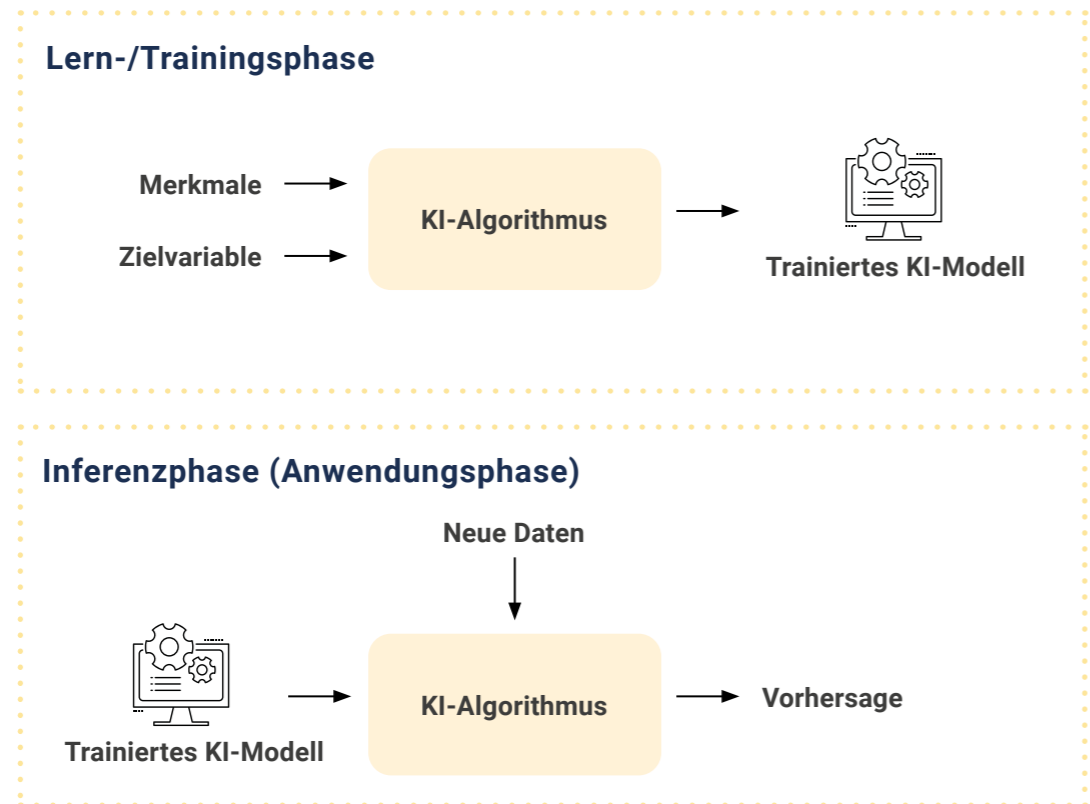 Lern-/Trainingsphase
Merkmale
Zielvariable
KI-Algorithmus
Trainiertes KI-Modell
Inferenzphase (Anwendungsphase)
Neue Daten
Trainiertes KI-Modell
KI-Algorithmus
Vorhersage